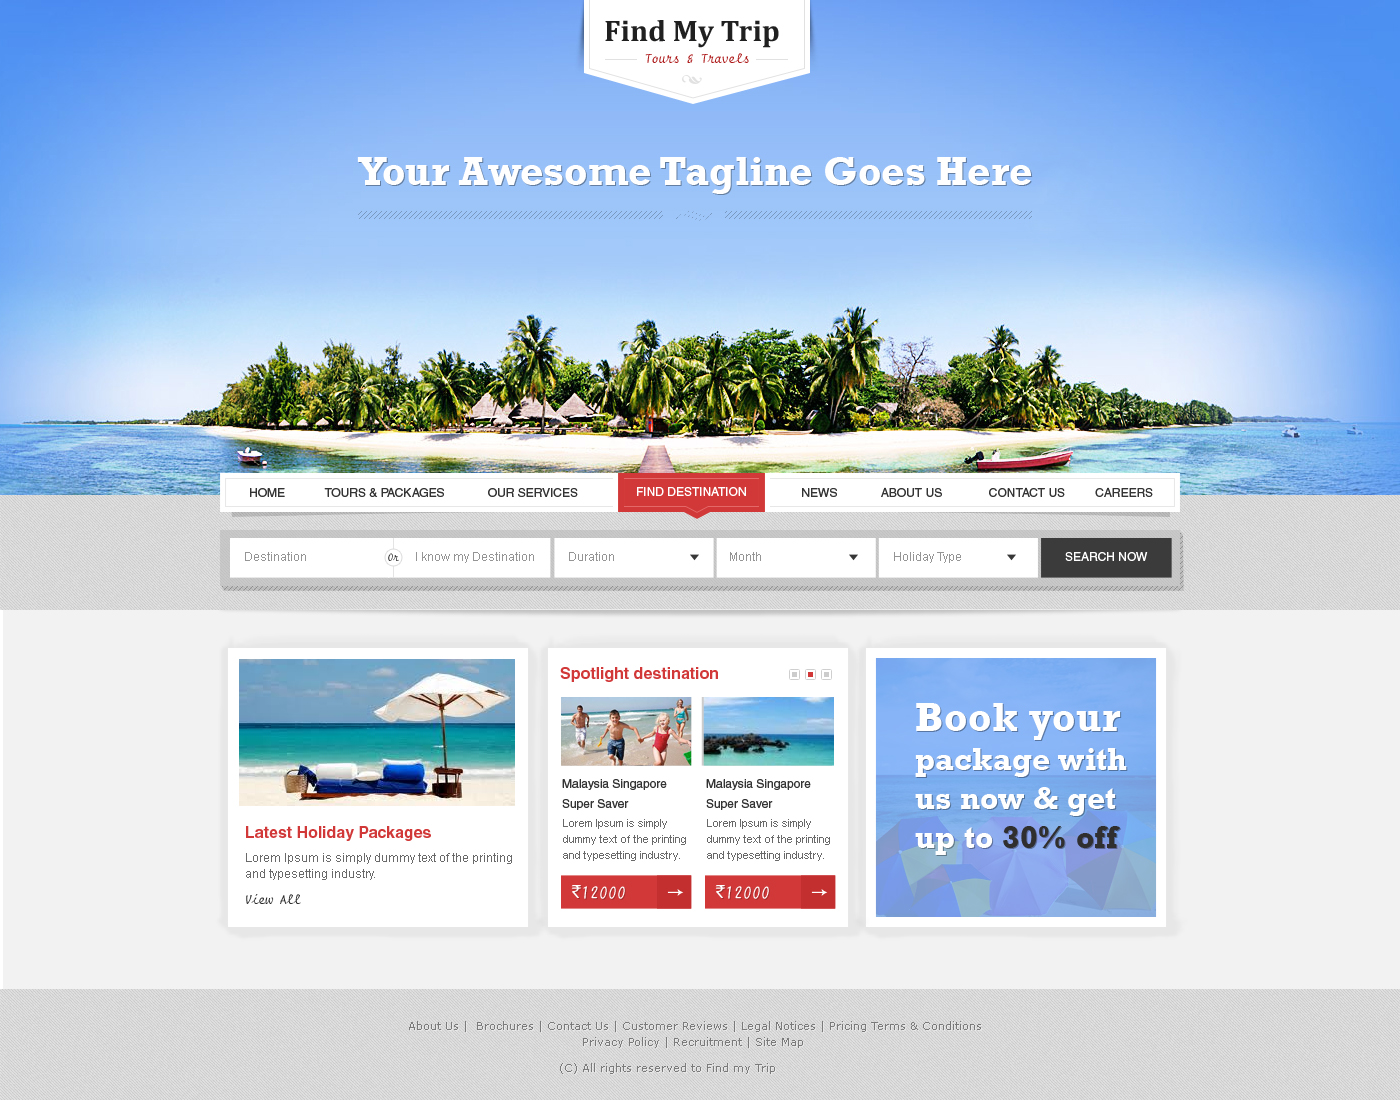 Find My Trip
Tours & Travels
Your Awesome Tagline Goes Here
HOME TOURS & PACKAGES OUR SERVICES FIND DESTINATION NEWS ABOUT US CONTACT US CAREERS
Destination Or I know my Destination Duration Month Holiday Type SEARCH NOW
Latest Holiday Packages
Lorem Ipsum is simply dummy text of the printing
and typesetting industry.
View All
Spotlight destination
Malaysia Singapore
Super Saver
Lorem Ipsum is simply
dummy text of the printing
and typesetting industry.
₹12000
Malaysia Singapore
Super Saver
Lorem Ipsum is simply
dummy text of the printing
and typesetting industry.
₹12000
Book your
package with
us now & get
up to 30% off
About Us | Brochures | Contact Us | Customer Reviews | Legal Notices | Pricing Terms & Conditions
Privacy Policy | Recruitment | Site Map
(C) All rights reserved to Find my Trip